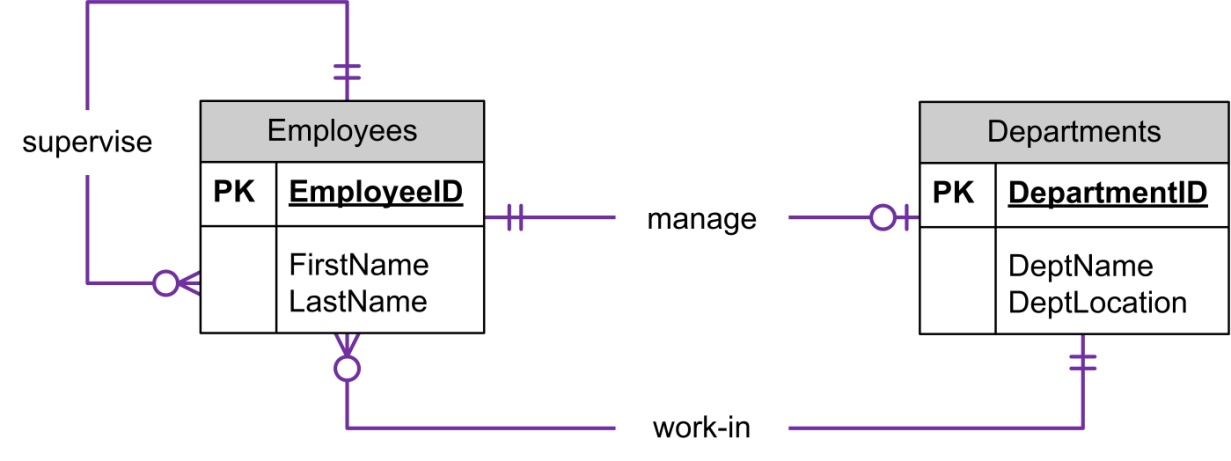 supervise
Employees
PK
EmployeeID
FirstName
LastName
manage
Departments
PK
DepartmentID
DeptName
DeptLocation
work-in